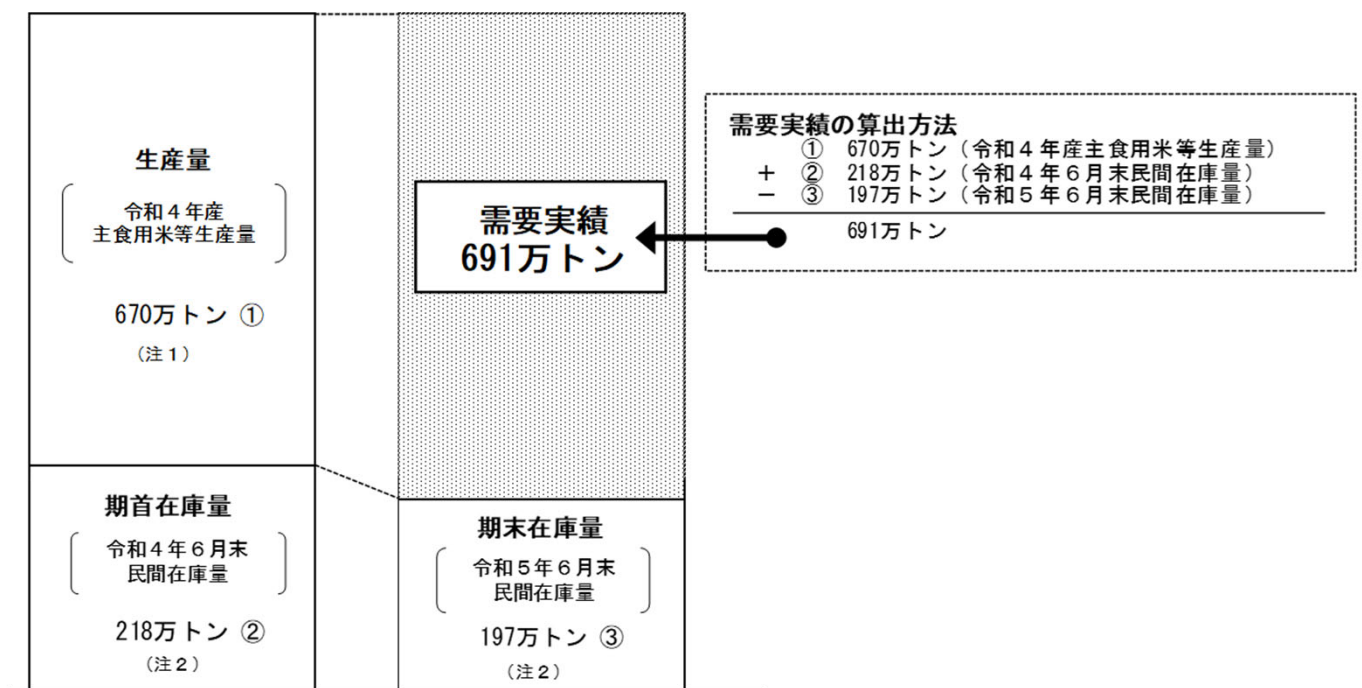 生産量
令和４年産
主食用米等生産量
670万トン ①
（注１）
期首在庫量
令和４年６月末
民間在庫量
218万トン ②
（注２）
需要実績
691万トン
期末在庫量
令和５年６月末
民間在庫量
197万トン ③
（注２）
需要実績の算出方法
① 670万トン（令和４年産主食用米等生産量）
＋ ② 218万トン（令和４年６月末民間在庫量）
－ ③ 197万トン（令和５年６月末民間在庫量）
691万トン